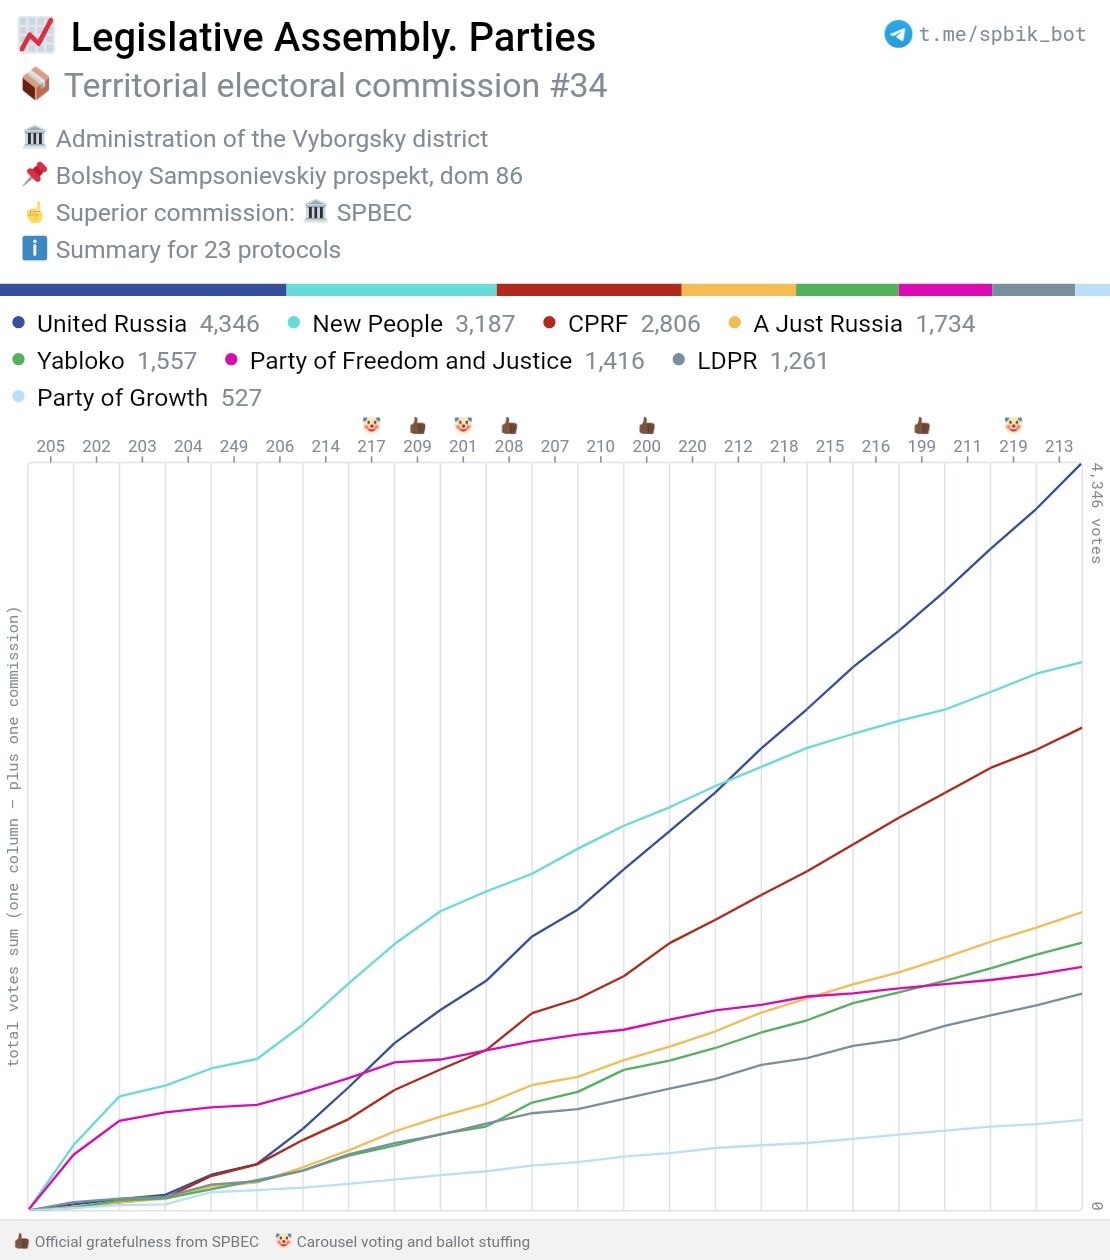 Legislative Assembly. Parties
t.me/spbik_bot
Territorial electoral commission #34
Administration of the Vyborgsky district
Bolshoy Sampsonievskiy prospekt, dom 86
Superior commission: SPBEC
Summary for 23 protocols
United Russia 4,346 New People 3,187 CPRF 2,806 A Just Russia 1,734
Yabloko 1,557 Party of Freedom and Justice 1,416 LDPR 1,261
Party of Growth 527
205 202 203 204 249 206 214 217 209 201 208 207 210 200 220 212 218 215 216 199 211 219 213
4,346 votes
total votes sum (one column – plus one commission)
0
Official gratefulness from SPBEC Carousel voting and ballot stuffing